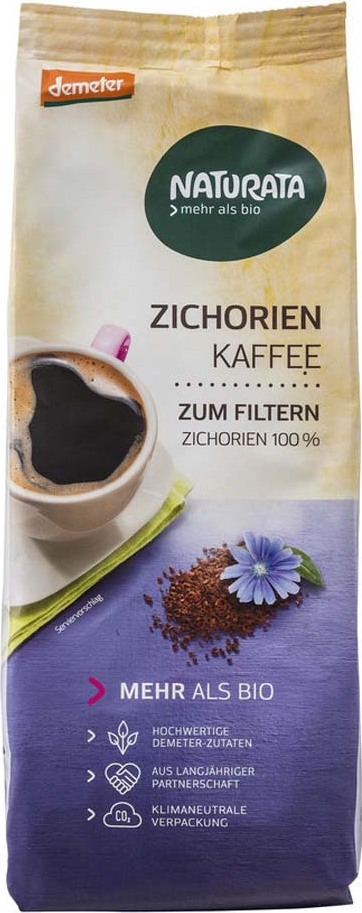 demeter
NATURATA
mehr als bio
ZICHORIEN
KAFFEE
ZUM FILTERN
ZICHORIEN 100 %
Serviervorschlag
MEHR ALS BIO
HOCHWERTIGE
DEMETER-ZUTATEN
AUS LANGJÄHRIGER
PARTNERSCHAFT
CO₂
KLIMANEUTRALE
VERPACKUNG